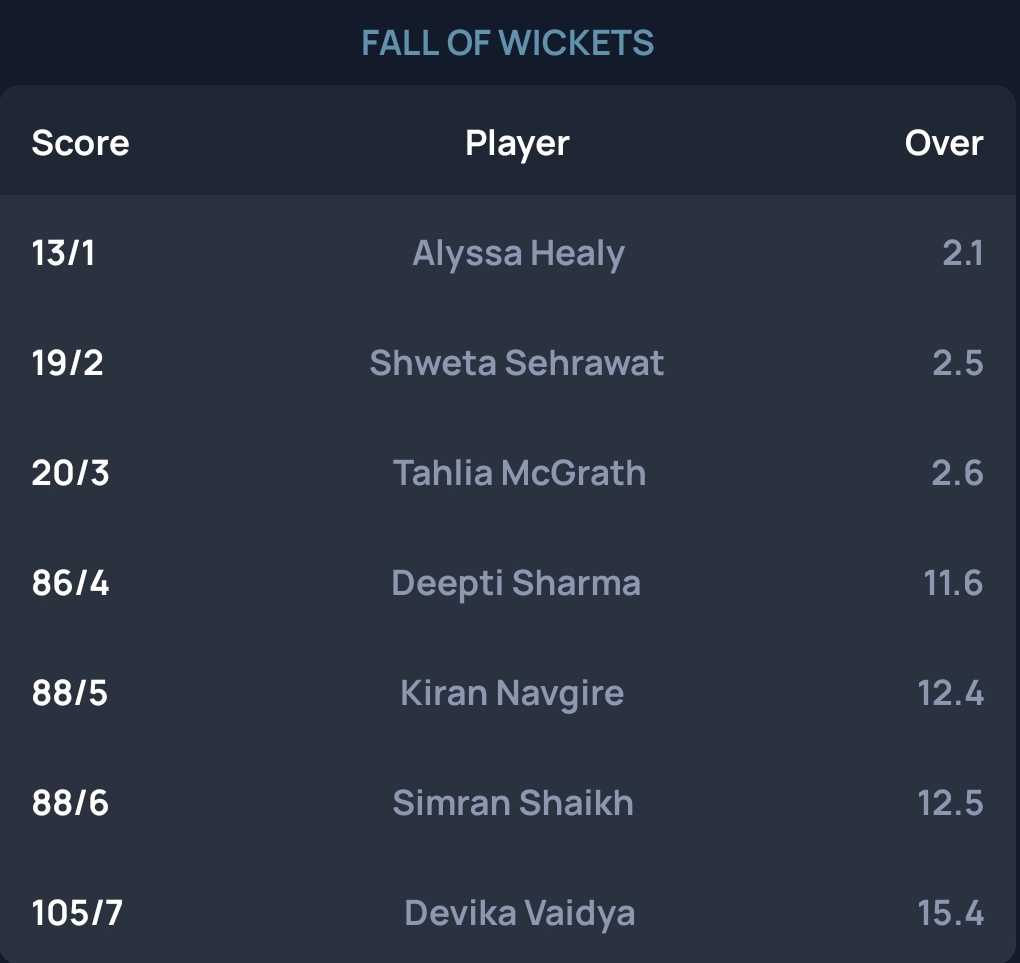 FALL OF WICKETS
Score Player Over
13/1 Alyssa Healy 2.1
19/2 Shweta Sehrawat 2.5
20/3 Tahlia McGrath 2.6
86/4 Deepti Sharma 11.6
88/5 Kiran Navgire 12.4
88/6 Simran Shaikh 12.5
105/7 Devika Vaidya 15.4